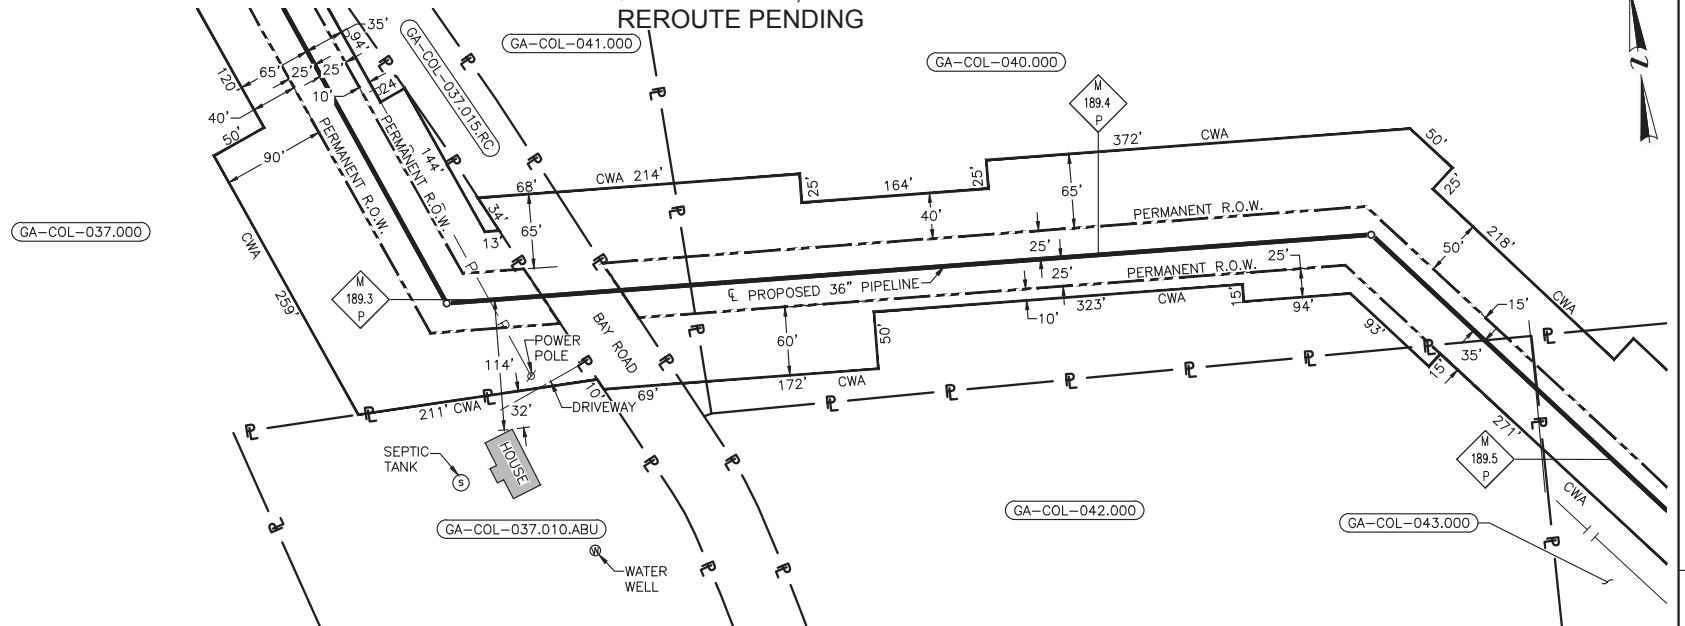 REROUTE PENDING
GA-COL-041.000
GA-COL-040.000
GA-COL-037.015.RC
GA-COL-037.000
35'
94'
120'
65'
25'
25'
24'
10'
40'
50'
90'
PERMANENT R.O.W.
PERMANENT R.O.W.
144'
CWA
259'
68'
CWA 214'
25'
164'
25'
372'
CWA
50'
25'
34'
13'
65'
40'
65'
PERMANENT R.O.W.
218'
50'
CWA
M
189.4
P
M
189.3
P
25'
25'
PERMANENT R.O.W.
25'
℄ PROPOSED 36" PIPELINE
10'
323'
CWA
15'
94'
15'
35'
93'
15'
BAY ROAD
POWER
POLE
114'
60'
50'
172'
CWA
211' CWA
32'
10'
69'
DRIVEWAY
HOUSE
SEPTIC
TANK
S
271'
M
189.5
P
CWA
GA-COL-037.010.ABU
GA-COL-042.000
GA-COL-043.000
W
WATER
WELL